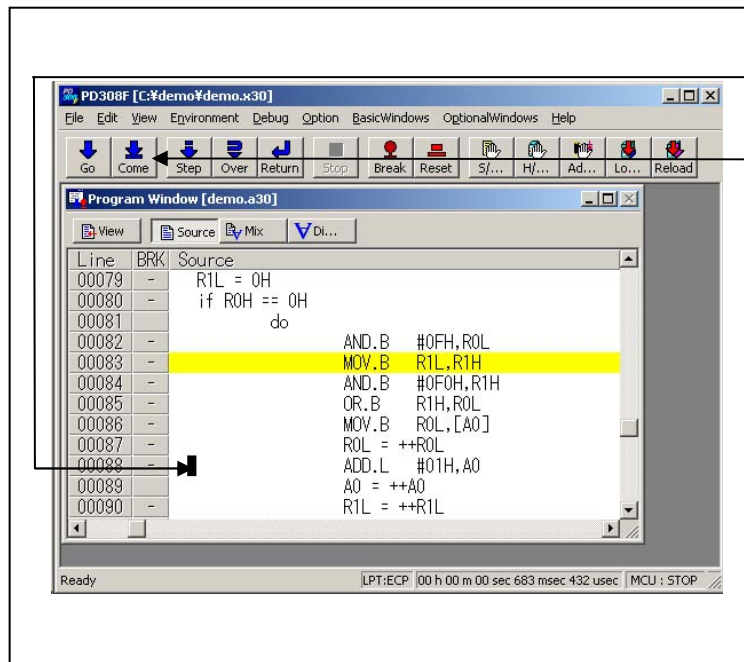 PD308F [C:¥demo¥demo.x30]
File Edit View Environment Debug Option BasicWindows OptionalWindows Help
Go Come Step Over Return Stop Break Reset S/... H/... Ad... Lo... Reload
Program Window [demo.a30]
View Source Mix Di...
Line BRK Source
00079 - R1L = 0H
00080 - if R0H == 0H
00081 do
00082 - AND.B #0FH,R0L
00083 - MOV.B R1L,R1H
00084 - AND.B #0F0H,R1H
00085 - OR.B R1H,R0L
00086 - MOV.B R0L,[A0]
00087 - R0L = ++R0L
00088 - ADD.L #01H,A0
00089 A0 = ++A0
00090 - R1L = ++R1L
Ready LPT:ECP 00 h 00 m 00 sec 683 msec 432 usec MCU : STOP